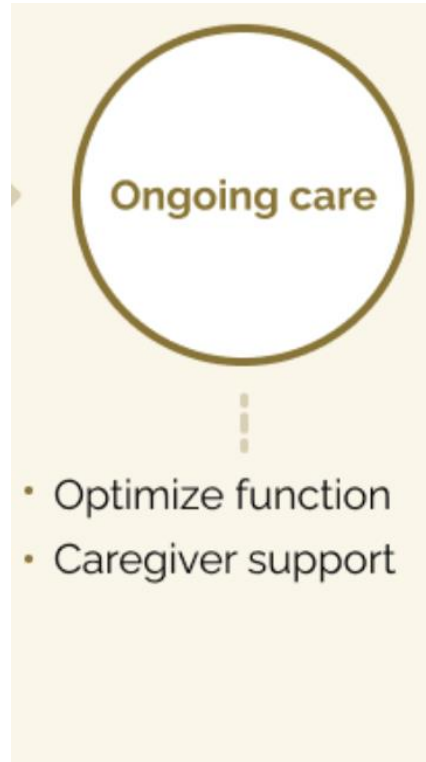 Ongoing care
• Optimize function
• Caregiver support